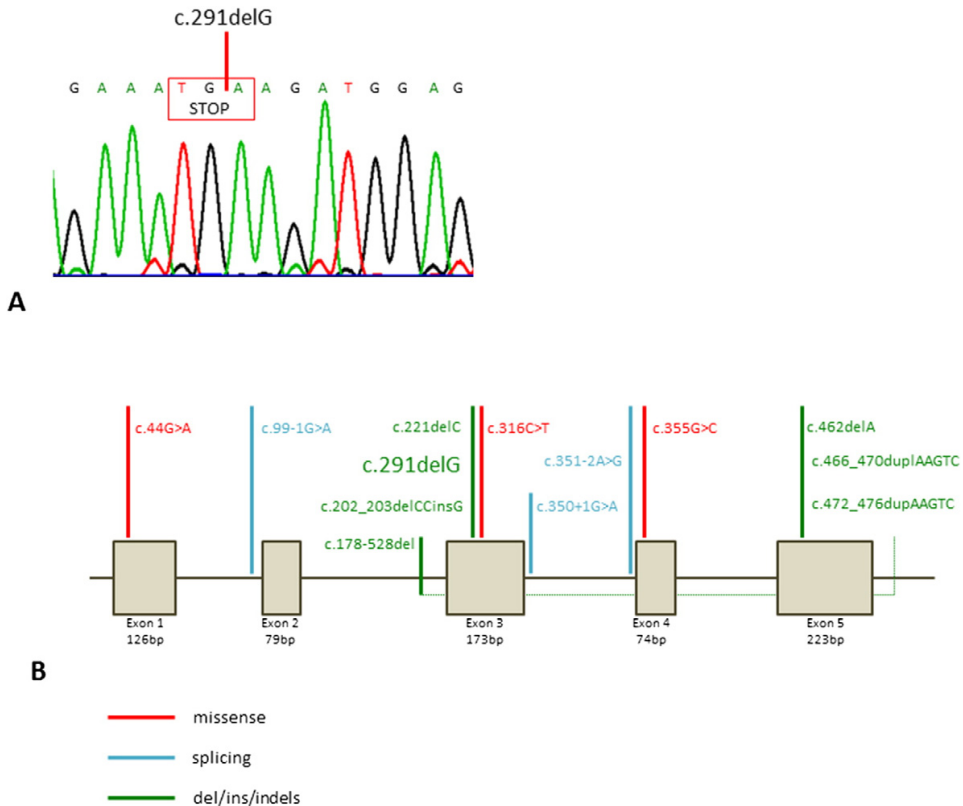 c.291delG
G A A A T G A A G A T G G A G
STOP
A
c.44G>A
c.99-1G>A
c.221delC
c.316C>T
c.355G>C
c.462delA
c.291delG
c.351-2A>G
c.466_470duplAAGTC
c.202_203delCCinsG
c.350+1G>A
c.472_476dupAAGTC
c.178-528del
Exon 1
126bp
Exon 2
79bp
Exon 3
173bp
Exon 4
74bp
Exon 5
223bp
B
missense
splicing
del/ins/indels